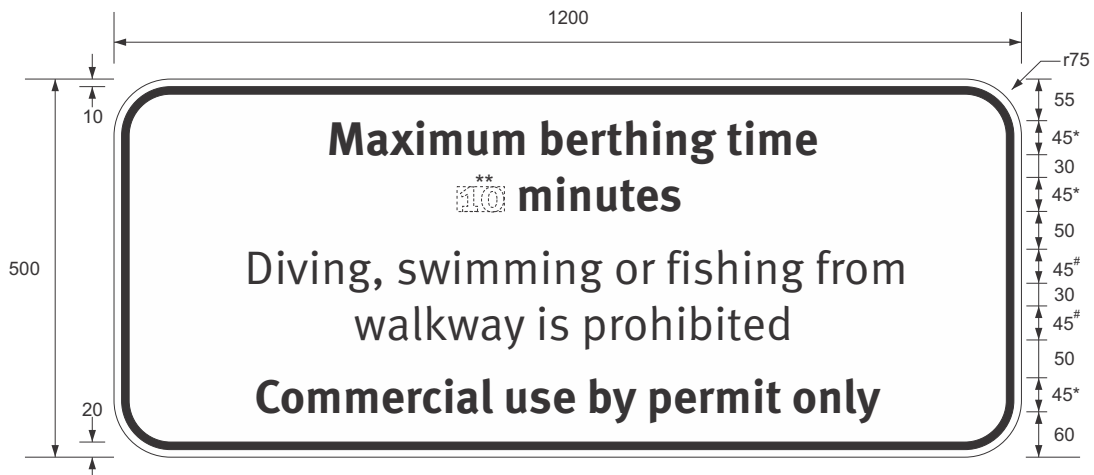 1200
r75
10
55
45*
30
45*
50
45#
30
45#
50
45*
60
500
20
Maximum berthing time
**
10 minutes
Diving, swimming or fishing from
walkway is prohibited
Commercial use by permit only